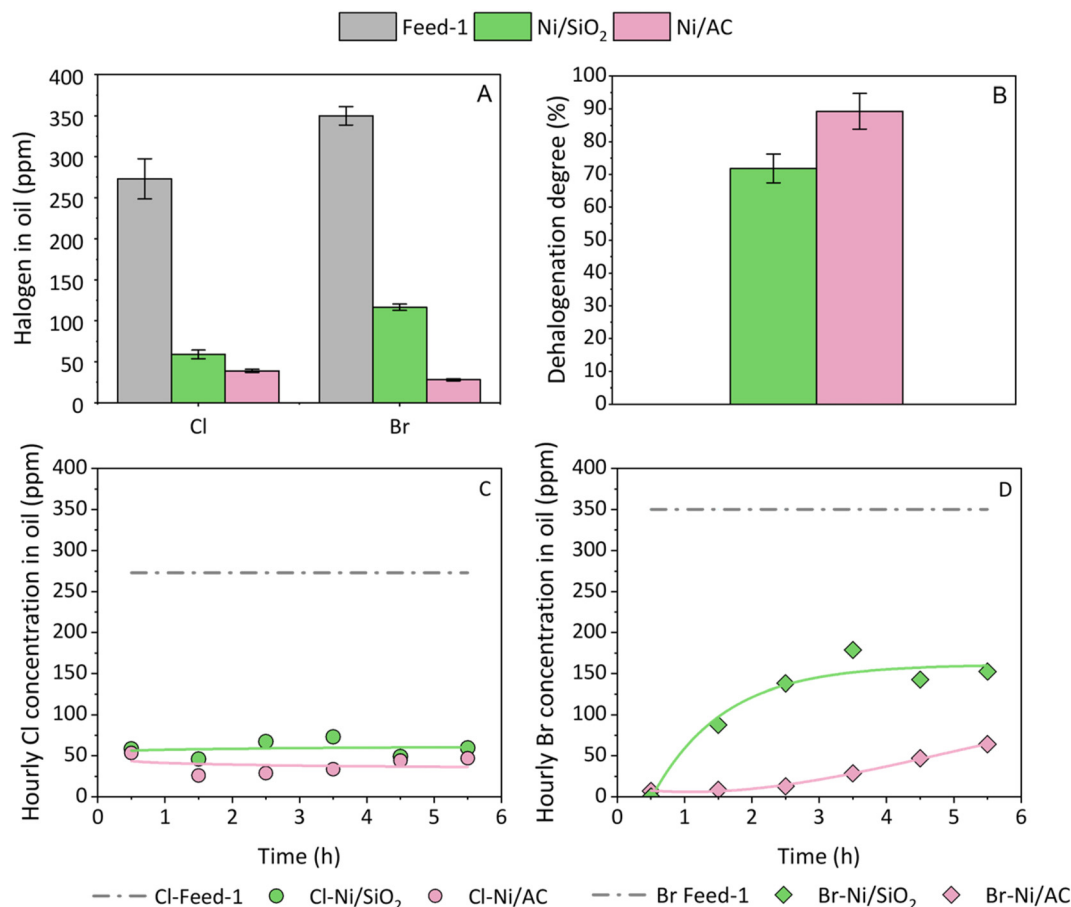 Feed-1 Ni/SiO₂ Ni/AC
A
Halogen in oil (ppm)
400
350
300
250
200
150
100
50
0
Cl Br
B
Dehalogenation degree (%)
100
90
80
70
60
50
40
30
20
10
0
C
Hourly Cl concentration in oil (ppm)
400
350
300
250
200
150
100
50
0
0 1 2 3 4 5 6
Time (h)
D
Hourly Br concentration in oil (ppm)
400
350
300
250
200
150
100
50
0
0 1 2 3 4 5 6
Time (h)
Cl-Feed-1 Cl-Ni/SiO₂ Cl-Ni/AC
Br Feed-1 Br-Ni/SiO₂ Br-Ni/AC